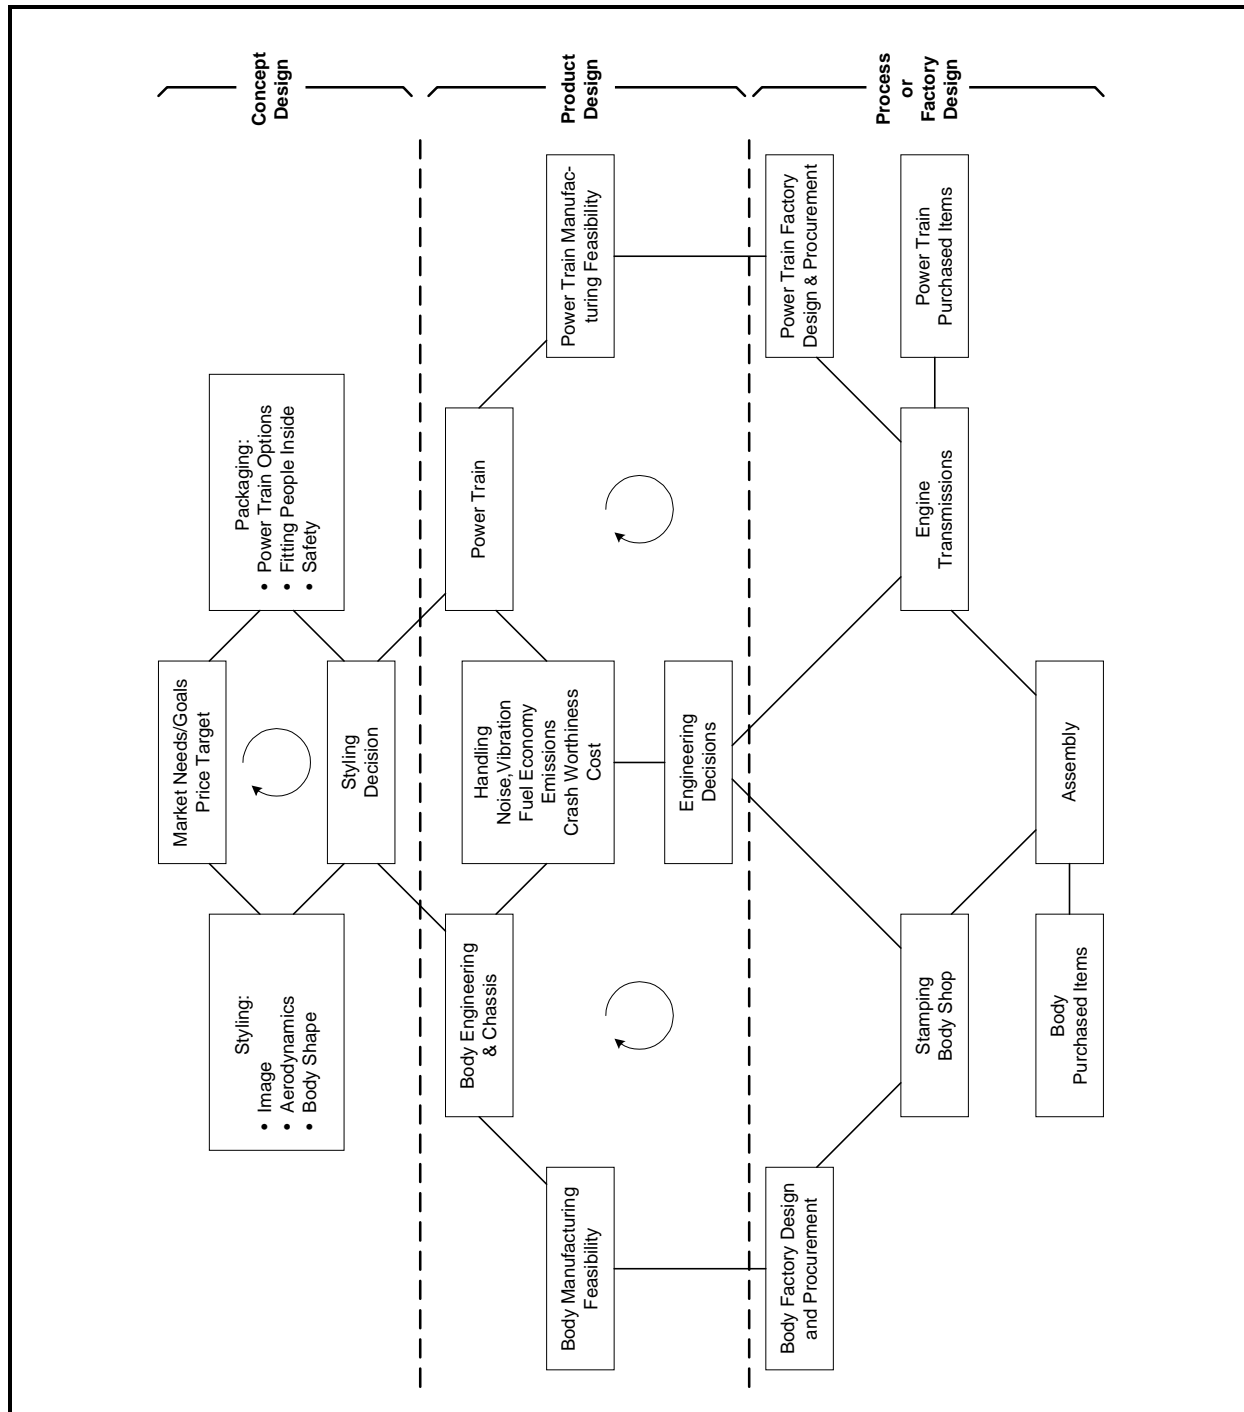 Concept
Design
Product
Design
Process
or
Factory
Design
Market Needs/Goals
Price Target
Styling:
• Image
• Aerodynamics
• Body Shape
Packaging:
• Power Train Options
• Fitting People Inside
• Safety
Styling
Decision
Body Engineering
& Chassis
Power Train
Handling
Noise,Vibration
Fuel Economy
Emissions
Crash Worthiness
Cost
Body Manufacturing
Feasibility
Power Train Manufac-
turing Feasibility
Engineering
Decisions
Body Factory Design
and Procurement
Power Train Factory
Design & Procurement
Stamping
Body Shop
Engine
Transmissions
Power Train
Purchased Items
Body
Purchased Items
Assembly